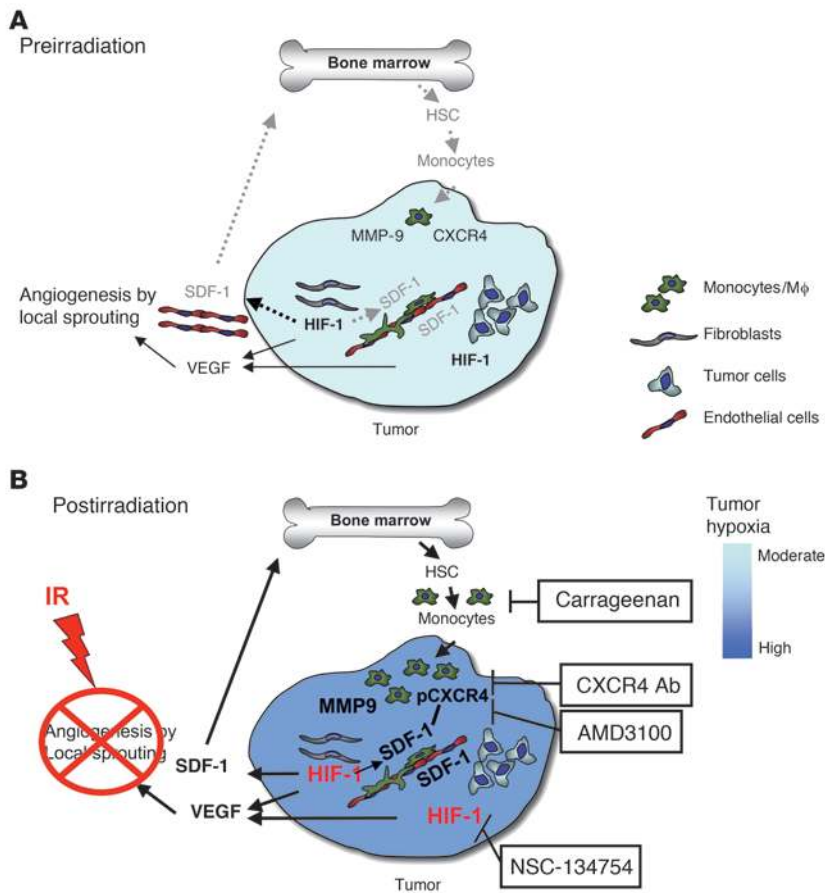 A
Preirradiation
Bone marrow
HSC
Monocytes
MMP-9 CXCR4
SDF-1
Angiogenesis by
local sprouting
HIF-1
SDF-1
SDF-1
HIF-1
VEGF
Tumor
Monocytes/Mϕ
Fibroblasts
Tumor cells
Endothelial cells
B
Postirradiation
Bone marrow
HSC
Monocytes
Carrageenan
Tumor
hypoxia
Moderate
High
IR
MMP9
pCXCR4
CXCR4 Ab
AMD3100
Angiogenesis by
Local sprouting
SDF-1
HIF-1
SDF-1
SDF-1
VEGF
HIF-1
NSC-134754
Tumor